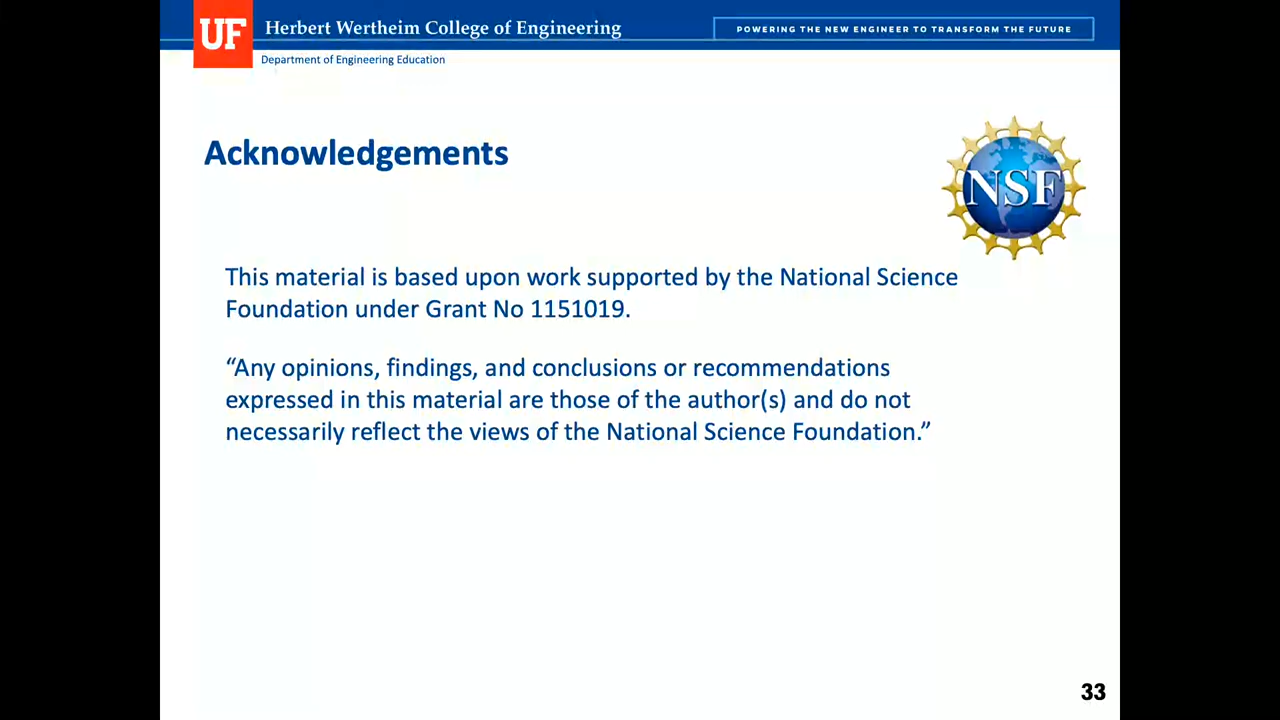 UF
Herbert Wertheim College of Engineering
POWERING THE NEW ENGINEER TO TRANSFORM THE FUTURE
Department of Engineering Education
Acknowledgements
NSF
This material is based upon work supported by the National Science
Foundation under Grant No 1151019.
“Any opinions, findings, and conclusions or recommendations
expressed in this material are those of the author(s) and do not
necessarily reflect the views of the National Science Foundation.”
33